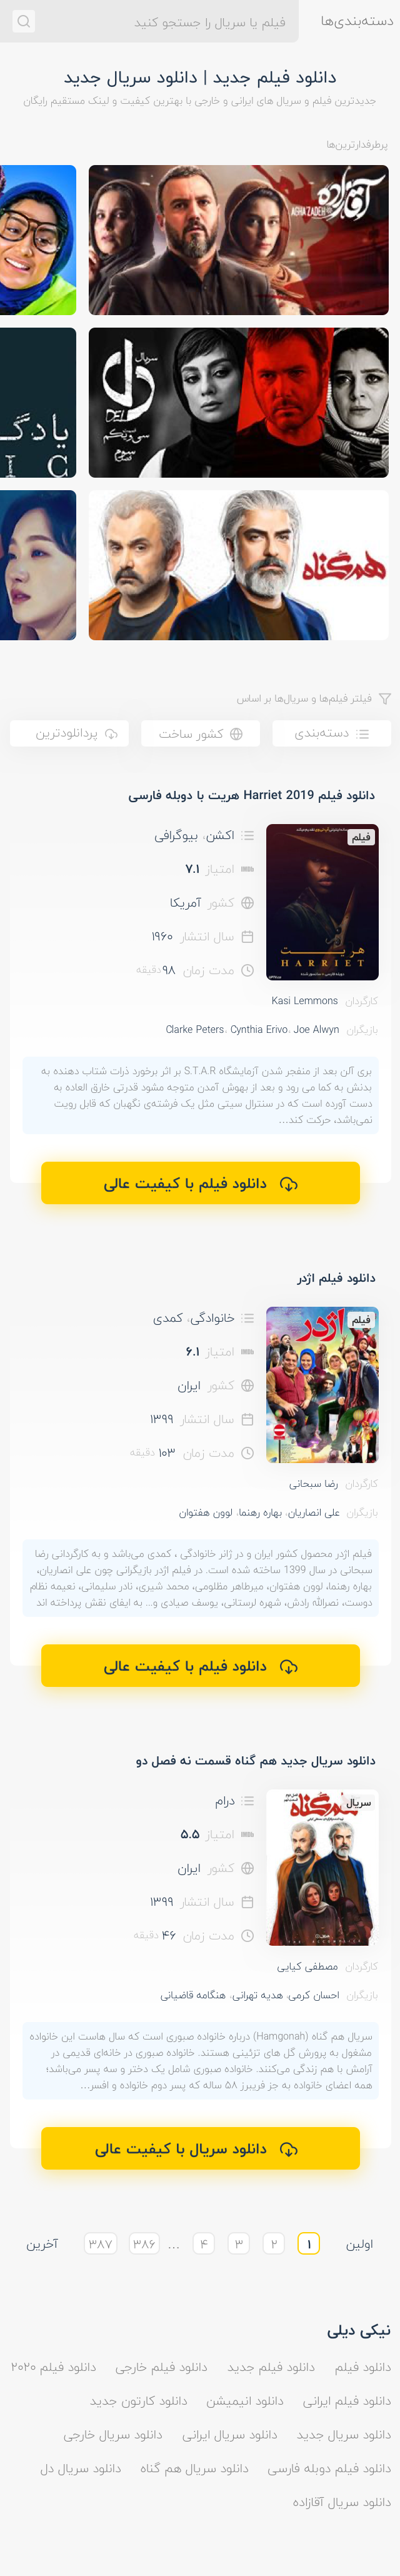 دسته‌بندی‌ها
فیلم یا سریال را جستجو کنید
دانلود فیلم جدید | دانلود سریال جدید
جدیدترین فیلم و سریال های ایرانی و خارجی با بهترین کیفیت و لینک مستقیم رایگان
پرطرفدارترین‌ها
آقازاده
AGHAZADEH
سریال
دل
DEL
قسمت
سی و یکم
سوم
یادگ
I C
هم‌گناه
فیلتر فیلم‌ها و سریال‌ها بر اساس
دسته‌بندی
کشور ساخت
پردانلودترین
دانلود فیلم Harriet 2019 هریت با دوبله فارسی
فیلم
هریت
HARRIET
اکشن، بیوگرافی
امتیاز ۷.۱
کشور آمریکا
سال انتشار ۱۹۶۰
مدت زمان ۹۸ دقیقه
کارگردان Kasi Lemmons
بازیگران Clarke Peters، Cynthia Erivo، Joe Alwyn
بری آلن بعد از منفجر شدن آزمایشگاه S.T.A.R بر اثر برخورد ذرات شتاب دهنده به
بدنش به کما می رود و بعد از بهوش آمدن متوجه مشود قدرتی خارق العاده به
دست آورده است که در سنترال سیتی مثل یک فرشته‌ی نگهبان که قابل رویت
نمی‌باشد، حرکت کند...
دانلود فیلم با کیفیت عالی
دانلود فیلم اژدر
فیلم
اژدر
خانوادگی، کمدی
امتیاز ۶.۱
کشور ایران
سال انتشار ۱۳۹۹
مدت زمان ۱۰۳ دقیقه
کارگردان رضا سبحانی
بازیگران علی انصاریان، بهاره رهنما، لوون هفتوان
فیلم اژدر محصول کشور ایران و در ژانر خانوادگی ، کمدی می‌باشد و به کارگردانی رضا
سبحانی در سال 1399 ساخته شده است. در فیلم اژدر بازیگرانی چون علی انصاریان،
بهاره رهنما، لوون هفتوان، میرطاهر مظلومی، محمد شیری، نادر سلیمانی، نعیمه نظام
دوست، نصرالله رادش، شهره لرستانی، یوسف صیادی و... به ایفای نقش پرداخته اند
دانلود فیلم با کیفیت عالی
دانلود سریال جدید هم گناه قسمت نه فصل دو
سریال
هم‌گناه
درام
امتیاز ۵.۵
کشور ایران
سال انتشار ۱۳۹۹
مدت زمان ۴۶ دقیقه
کارگردان مصطفی کیایی
بازیگران احسان کرمی، هدیه تهرانی، هنگامه قاضیانی
سریال هم گناه (Hamgonah) درباره خانواده صبوری است که سال هاست این خانواده
مشغول به پرورش گل های تزئینی هستند. خانواده صبوری در خانه‌ای قدیمی در
آرامش با هم زندگی می‌کنند. خانواده صبوری شامل یک دختر و سه پسر می‌باشد؛
همه اعضای خانواده به جز فریبرز ۵۸ ساله که پسر دوم خانواده و افسر...
دانلود سریال با کیفیت عالی
اولین ۱ ۲ ۳ ۴ ... ۳۸۶ ۳۸۷ آخرین
نیکی دیلی
دانلود فیلم دانلود فیلم جدید دانلود فیلم خارجی دانلود فیلم ۲۰۲۰
دانلود فیلم ایرانی دانلود انیمیشن دانلود کارتون جدید
دانلود سریال جدید دانلود سریال ایرانی دانلود سریال خارجی
دانلود فیلم دوبله فارسی دانلود سریال هم گناه دانلود سریال دل
دانلود سریال آقازاده